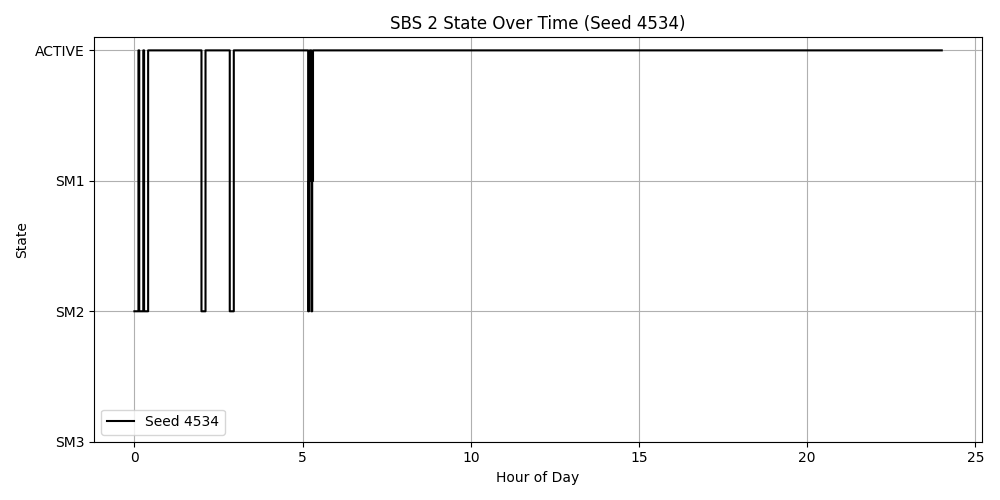 SBS 2 State Over Time (Seed 4534)
ACTIVE
SM1
SM2
SM3
State
Seed 4534
0 5 10 15 20 25
Hour of Day